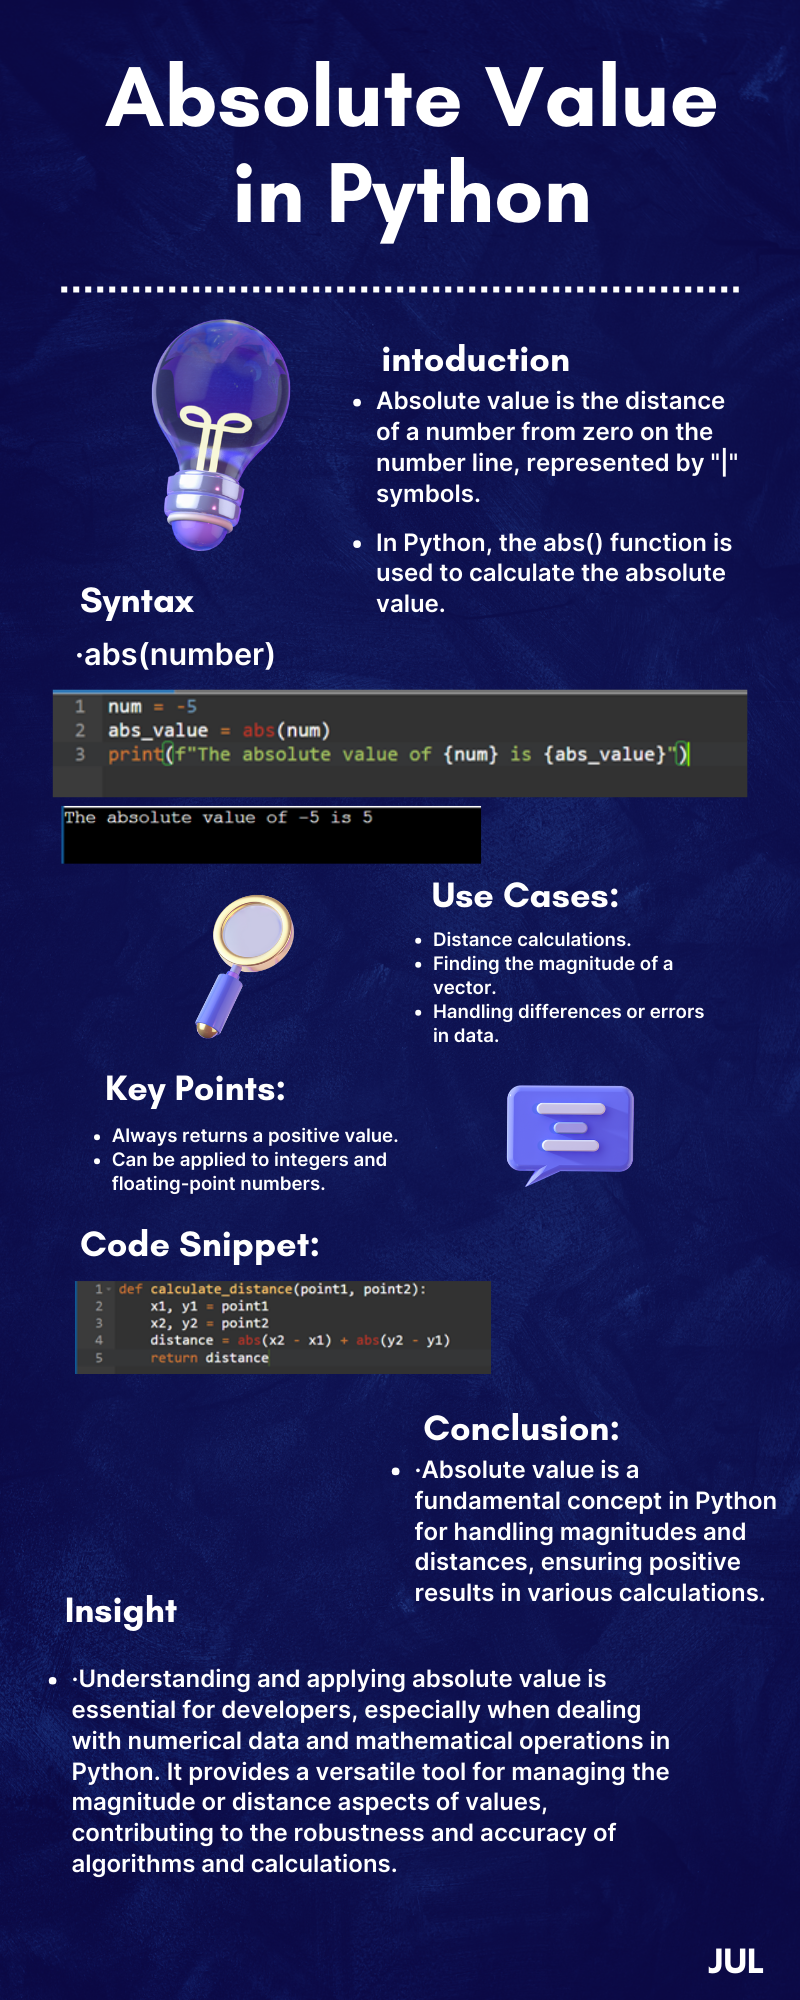 Absolute Value
in Python
intoduction
• Absolute value is the distance
of a number from zero on the
number line, represented by "|"
symbols.
• In Python, the abs() function is
used to calculate the absolute
value.
Syntax
·abs(number)
1 num = -5
2 abs_value = abs(num)
3 print(f"The absolute value of {num} is {abs_value}")
The absolute value of -5 is 5
Use Cases:
• Distance calculations.
• Finding the magnitude of a
vector.
• Handling differences or errors
in data.
Key Points:
• Always returns a positive value.
• Can be applied to integers and
floating-point numbers.
Code Snippet:
1 def calculate_distance(point1, point2):
2 x1, y1 = point1
3 x2, y2 = point2
4 distance = abs(x2 - x1) + abs(y2 - y1)
5 return distance
Conclusion:
• ·Absolute value is a
fundamental concept in Python
for handling magnitudes and
distances, ensuring positive
results in various calculations.
Insight
• ·Understanding and applying absolute value is
essential for developers, especially when dealing
with numerical data and mathematical operations in
Python. It provides a versatile tool for managing the
magnitude or distance aspects of values,
contributing to the robustness and accuracy of
algorithms and calculations.
JUL